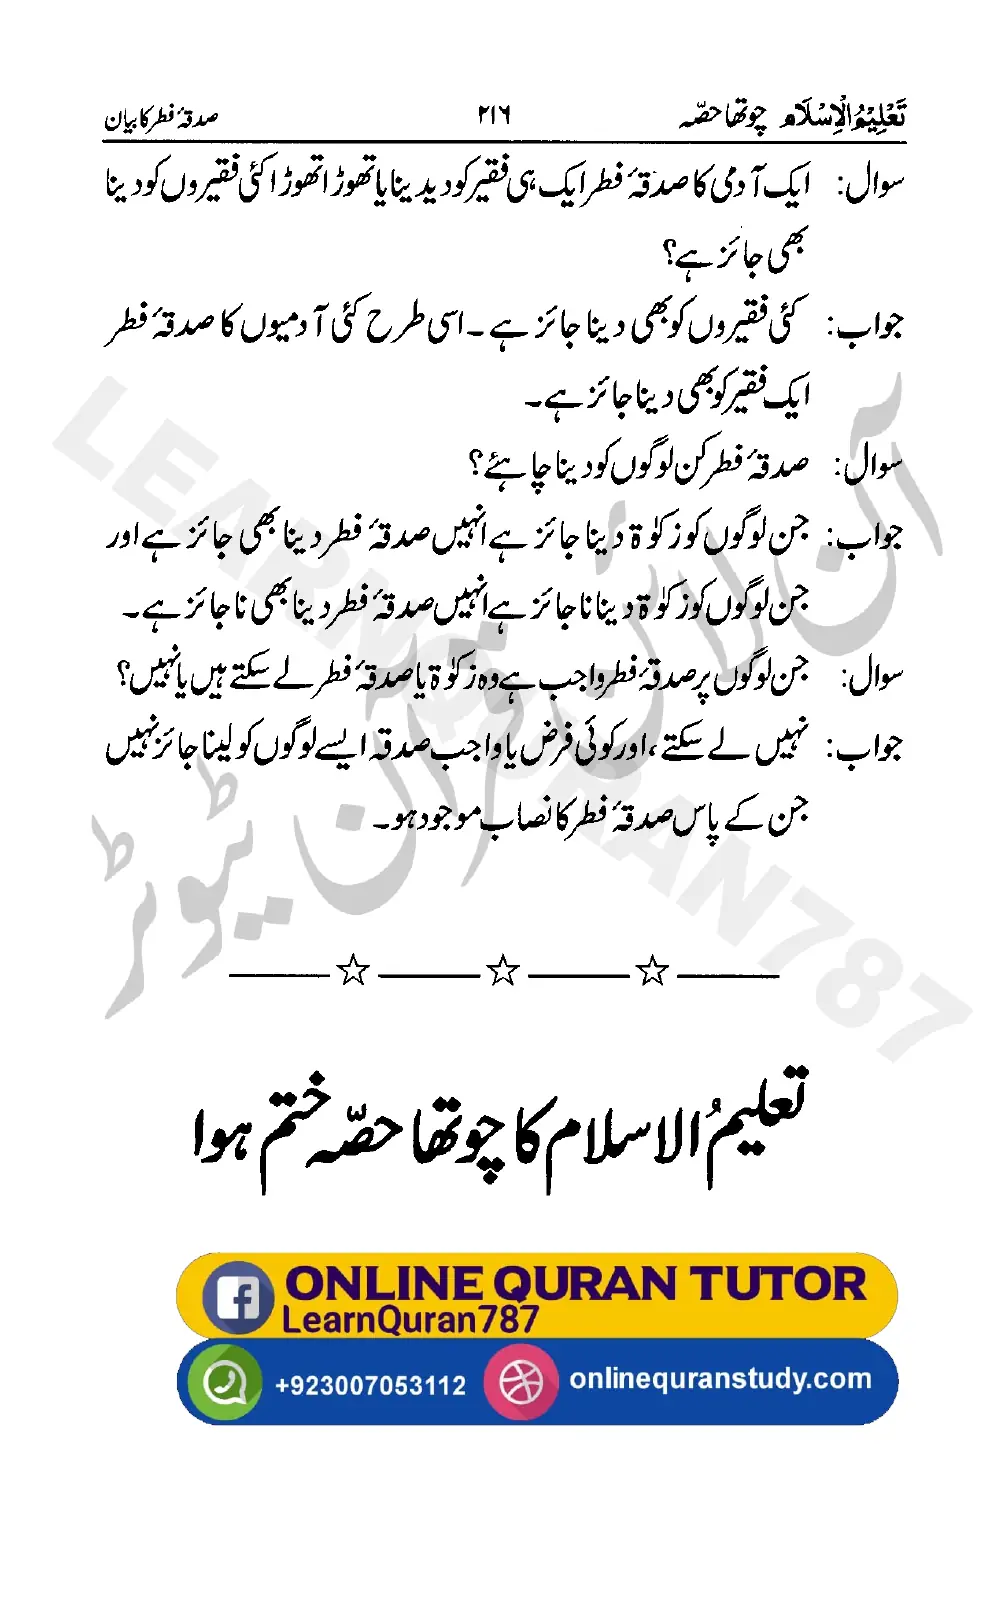 تَعْلِیْمُ الْاِسْلَام چوتھا حصّہ ۲۱۶ صدقۂ فطر کا بیان
سوال: ایک آدمی کا صدقۂ فطر ایک ہی فقیر کو دیدینا یا تھوڑا تھوڑا کئی فقیروں کو دینا
بھی جائز ہے؟
جواب: کئی فقیروں کو بھی دینا جائز ہے۔ اسی طرح کئی آدمیوں کا صدقۂ فطر
ایک فقیر کو بھی دینا جائز ہے۔
سوال: صدقۂ فطر کن لوگوں کو دینا چاہئے؟
جواب: جن لوگوں کو زکوٰۃ دینا جائز ہے انہیں صدقۂ فطر دینا بھی جائز ہے اور
جن لوگوں کو زکوٰۃ دینا ناجائز ہے انہیں صدقۂ فطر دینا بھی ناجائز ہے۔
سوال: جن لوگوں پر صدقۂ فطر واجب ہے وہ زکوٰۃ یا صدقۂ فطر لے سکتے ہیں یا نہیں؟
جواب: نہیں لے سکتے، اور کوئی فرض یا واجب صدقہ ایسے لوگوں کو لینا جائز نہیں
جن کے پاس صدقۂ فطر کا نصاب موجود ہو۔
آن لائن قرآن ٹیوٹر
LEARNQURAN787
تعلیمُ الاسلام کا چوتھا حصّہ ختم ہوا
ONLINE QURAN TUTOR
LearnQuran787
+923007053112 onlinequranstudy.com